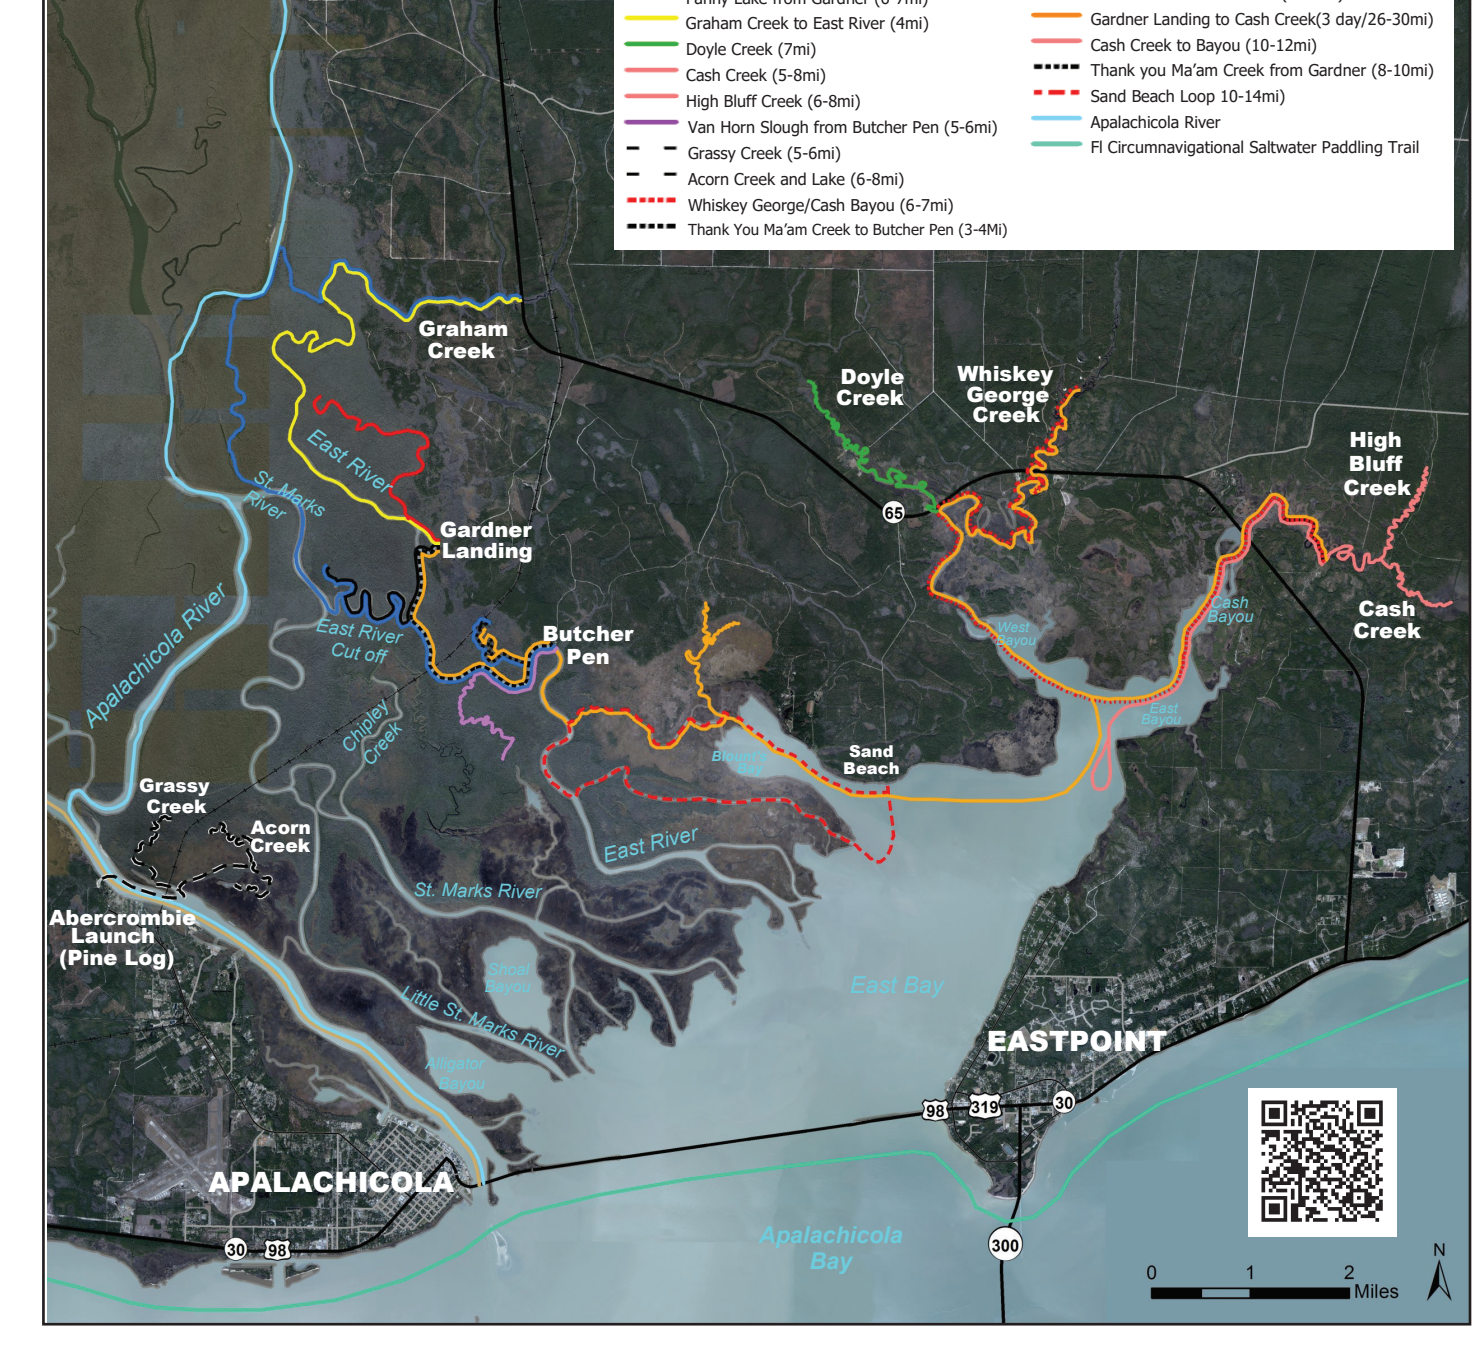 Fanny Lake from Gardner (6-7mi)
Graham Creek to East River (4mi)
Doyle Creek (7mi)
Cash Creek (5-8mi)
High Bluff Creek (6-8mi)
Van Horn Slough from Butcher Pen (5-6mi)
Grassy Creek (5-6mi)
Acorn Creek and Lake (6-8mi)
Whiskey George/Cash Bayou (6-7mi)
Thank You Ma’am Creek to Butcher Pen (3-4Mi)
Gardner Landing to Cash Creek(3 day/26-30mi)
Cash Creek to Bayou (10-12mi)
Thank you Ma’am Creek from Gardner (8-10mi)
Sand Beach Loop 10-14mi)
Apalachicola River
Fl Circumnavigational Saltwater Paddling Trail
Graham
Creek
Doyle
Creek
Whiskey
George
Creek
High
Bluff
Creek
East River
St. Marks
River
65
Gardner
Landing
Apalachicola River
East River
Cut off
Butcher
Pen
West
Bayou
Cash
Bayou
Cash
Creek
Chipley
Creek
East
Bayou
Blount's
Bay
Sand
Beach
Grassy
Creek
Acorn
Creek
East River
St. Marks River
Abercrombie
Launch
(Pine Log)
Shoal
Bayou
East Bay
Little St. Marks River
EASTPOINT
Alligator
Bayou
98
319
30
APALACHICOLA
30
98
Apalachicola
Bay
300
N
0 1 2
Miles